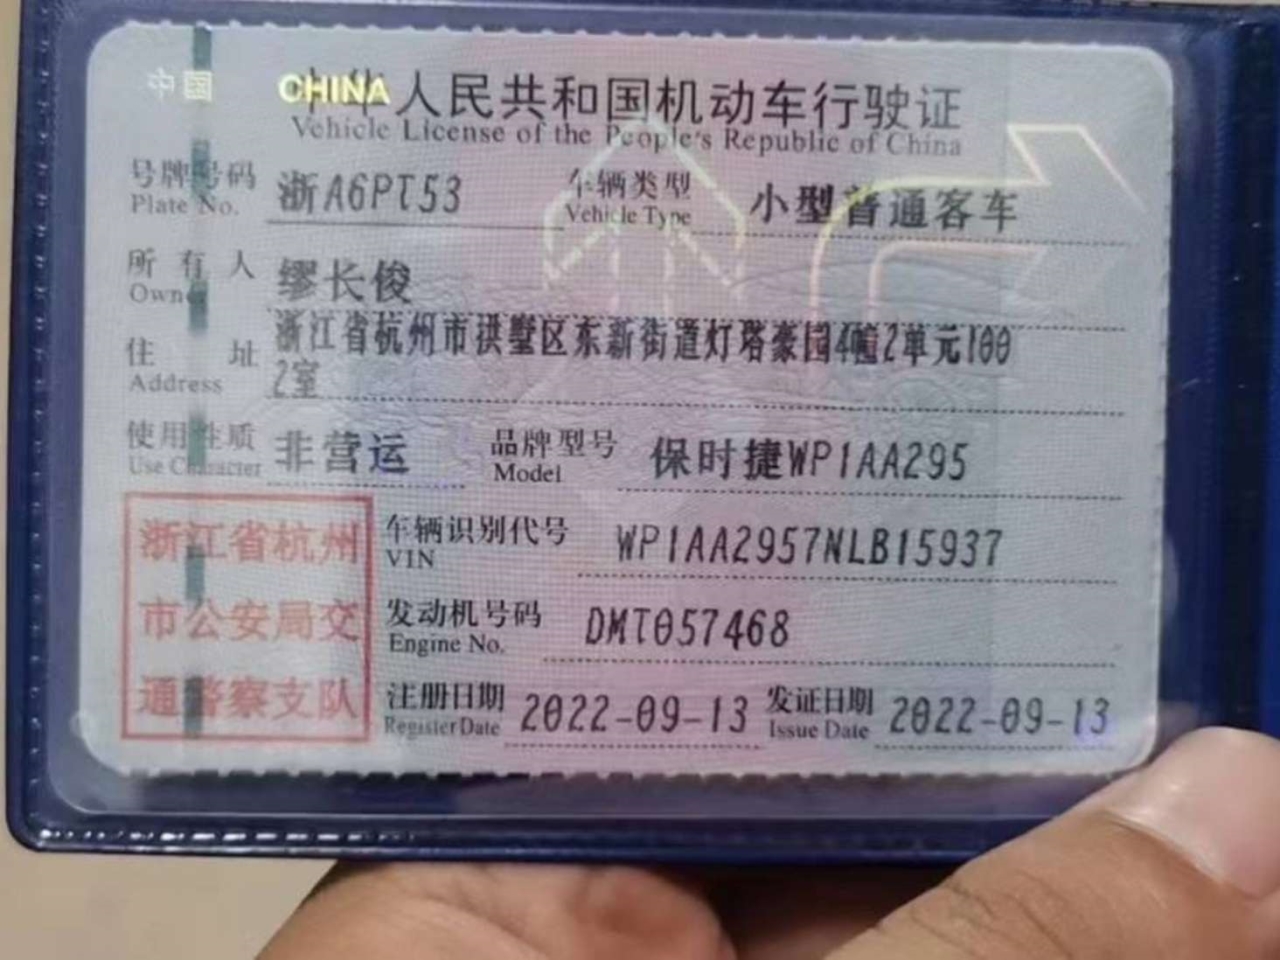 中国 CHINA
中华人民共和国机动车行驶证
Vehicle License of the People's Republic of China
号牌号码 浙A6PT53 车辆类型 小型普通客车
Plate No. Vehicle Type
所有人 缪长俊
Owner
浙江省杭州市拱墅区东新街道灯塔豪园4幢2单元100
住址 2室
Address
使用性质 非营运 品牌型号 保时捷WP1AA295
Use Character Model
浙江省杭州 车辆识别代号 WP1AA2957NLB15937
VIN
市公安局交 发动机号码 DMT057468
Engine No.
通警察支队 注册日期 2022-09-13 发证日期 2022-09-13
Register Date Issue Date